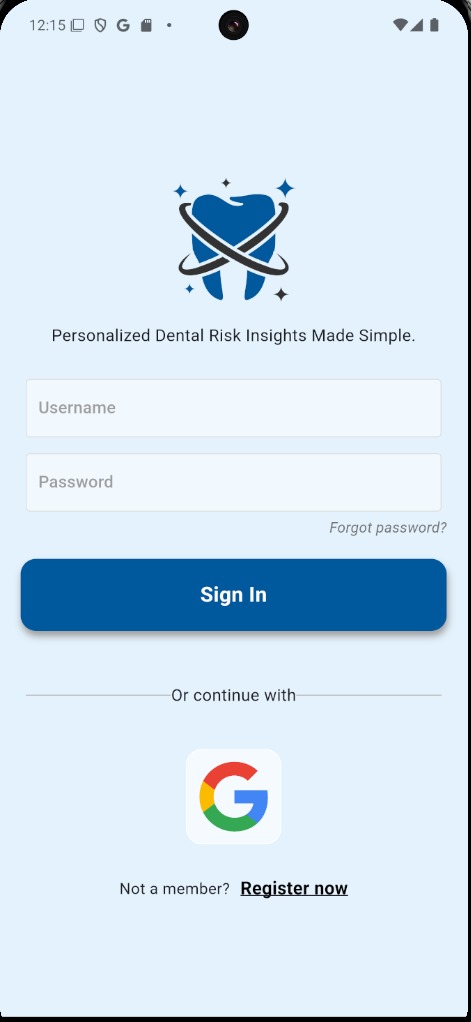 12:15
Personalized Dental Risk Insights Made Simple.
Username
Password
Forgot password?
Sign In
Or continue with
Not a member? Register now